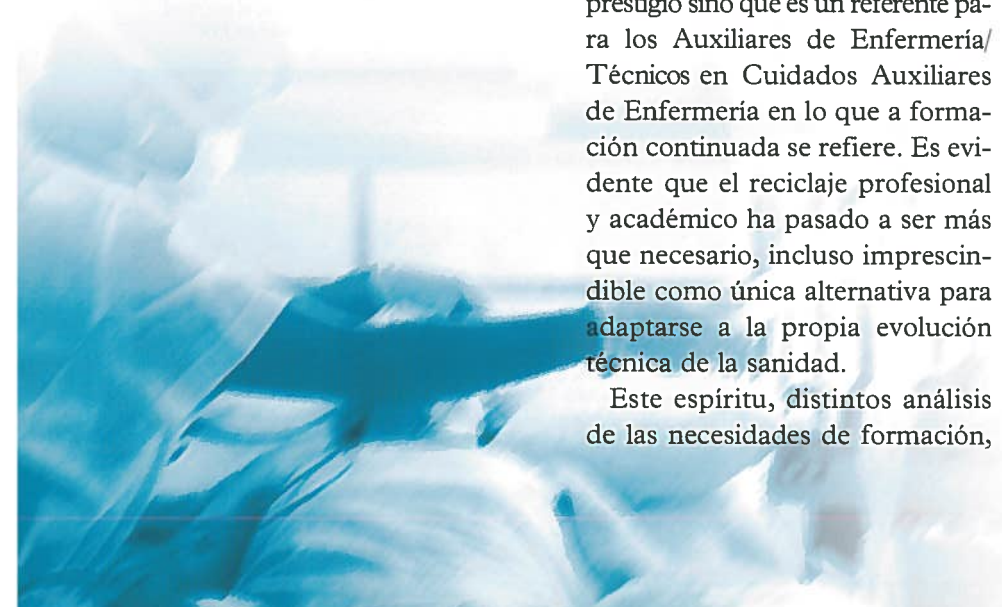 prestigio sino que es un referente pa-
ra los Auxiliares de Enfermería/
Técnicos en Cuidados Auxiliares
de Enfermería en lo que a forma-
ción continuada se refiere. Es evi-
dente que el reciclaje profesional
y académico ha pasado a ser más
que necesario, incluso imprescin-
dible como única alternativa para
adaptarse a la propia evolución
técnica de la sanidad.
Este espíritu, distintos análisis
de las necesidades de formación,